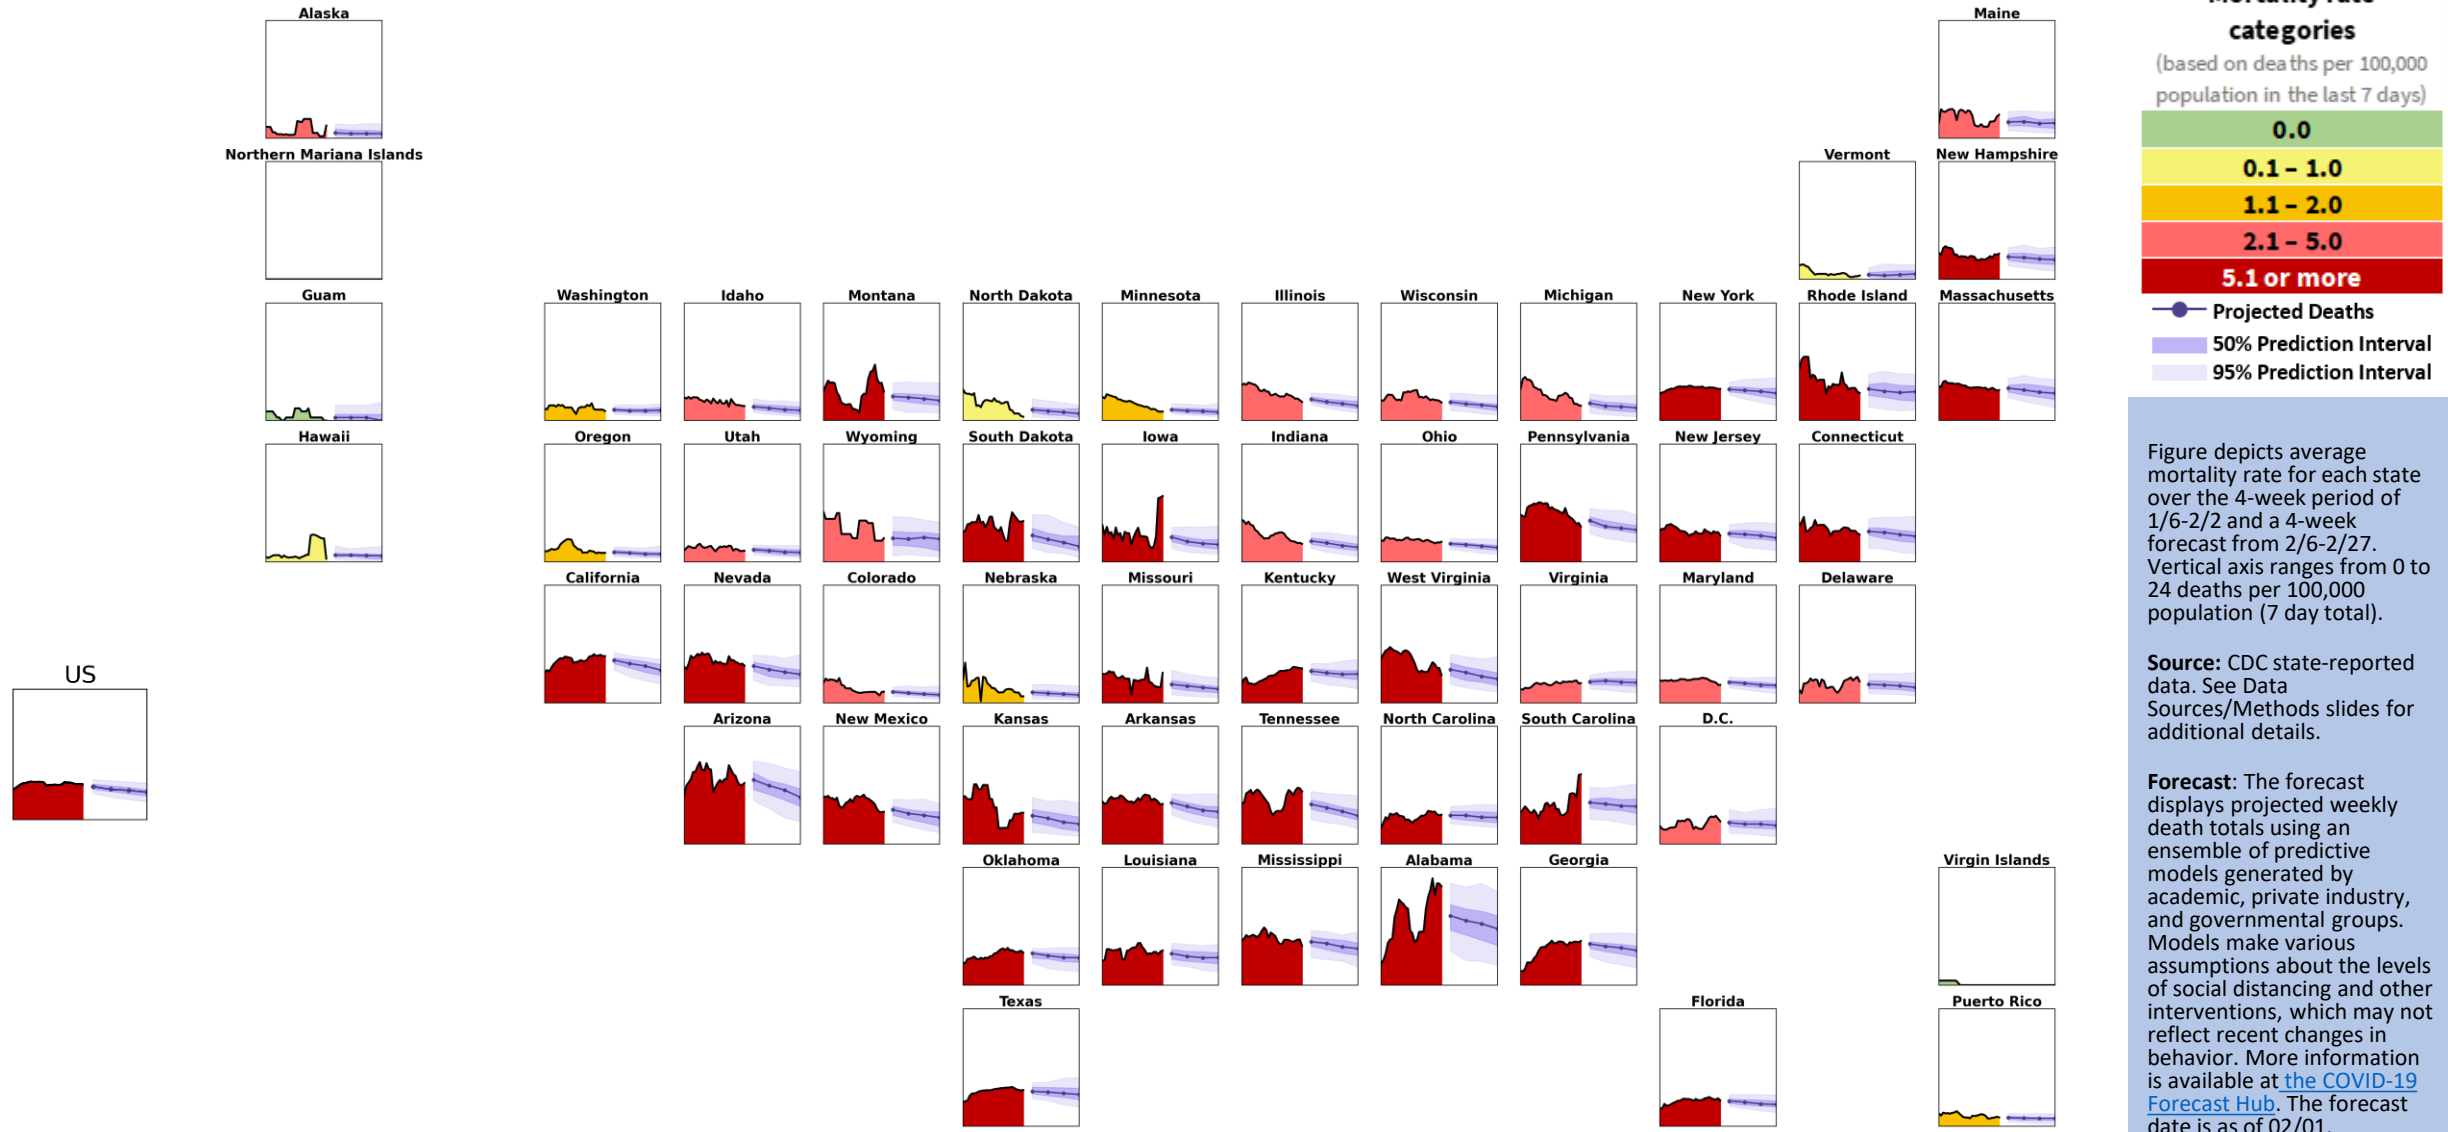 Alaska
Maine
Northern Mariana Islands
Vermont
New Hampshire
Guam
Washington
Idaho
Montana
North Dakota
Minnesota
Illinois
Wisconsin
Michigan
New York
Rhode Island
Massachusetts
Hawaii
Oregon
Utah
Wyoming
South Dakota
Iowa
Indiana
Ohio
Pennsylvania
New Jersey
Connecticut
California
Nevada
Colorado
Nebraska
Missouri
Kentucky
West Virginia
Virginia
Maryland
Delaware
US
Arizona
New Mexico
Kansas
Arkansas
Tennessee
North Carolina
South Carolina
D.C.
Oklahoma
Louisiana
Mississippi
Alabama
Georgia
Virgin Islands
Texas
Florida
Puerto Rico
Mortality rate
categories
(based on deaths per 100,000
population in the last 7 days)
0.0
0.1 – 1.0
1.1 – 2.0
2.1 – 5.0
5.1 or more
Projected Deaths
50% Prediction Interval
95% Prediction Interval
Figure depicts average
mortality rate for each state
over the 4-week period of
1/6-2/2 and a 4-week
forecast from 2/6-2/27.
Vertical axis ranges from 0 to
24 deaths per 100,000
population (7 day total).
Source: CDC state-reported
data. See Data
Sources/Methods slides for
additional details.
Forecast: The forecast
displays projected weekly
death totals using an
ensemble of predictive
models generated by
academic, private industry,
and governmental groups.
Models make various
assumptions about the levels
of social distancing and other
interventions, which may not
reflect recent changes in
behavior. More information
is available at the COVID-19
Forecast Hub. The forecast
date is as of 02/01.